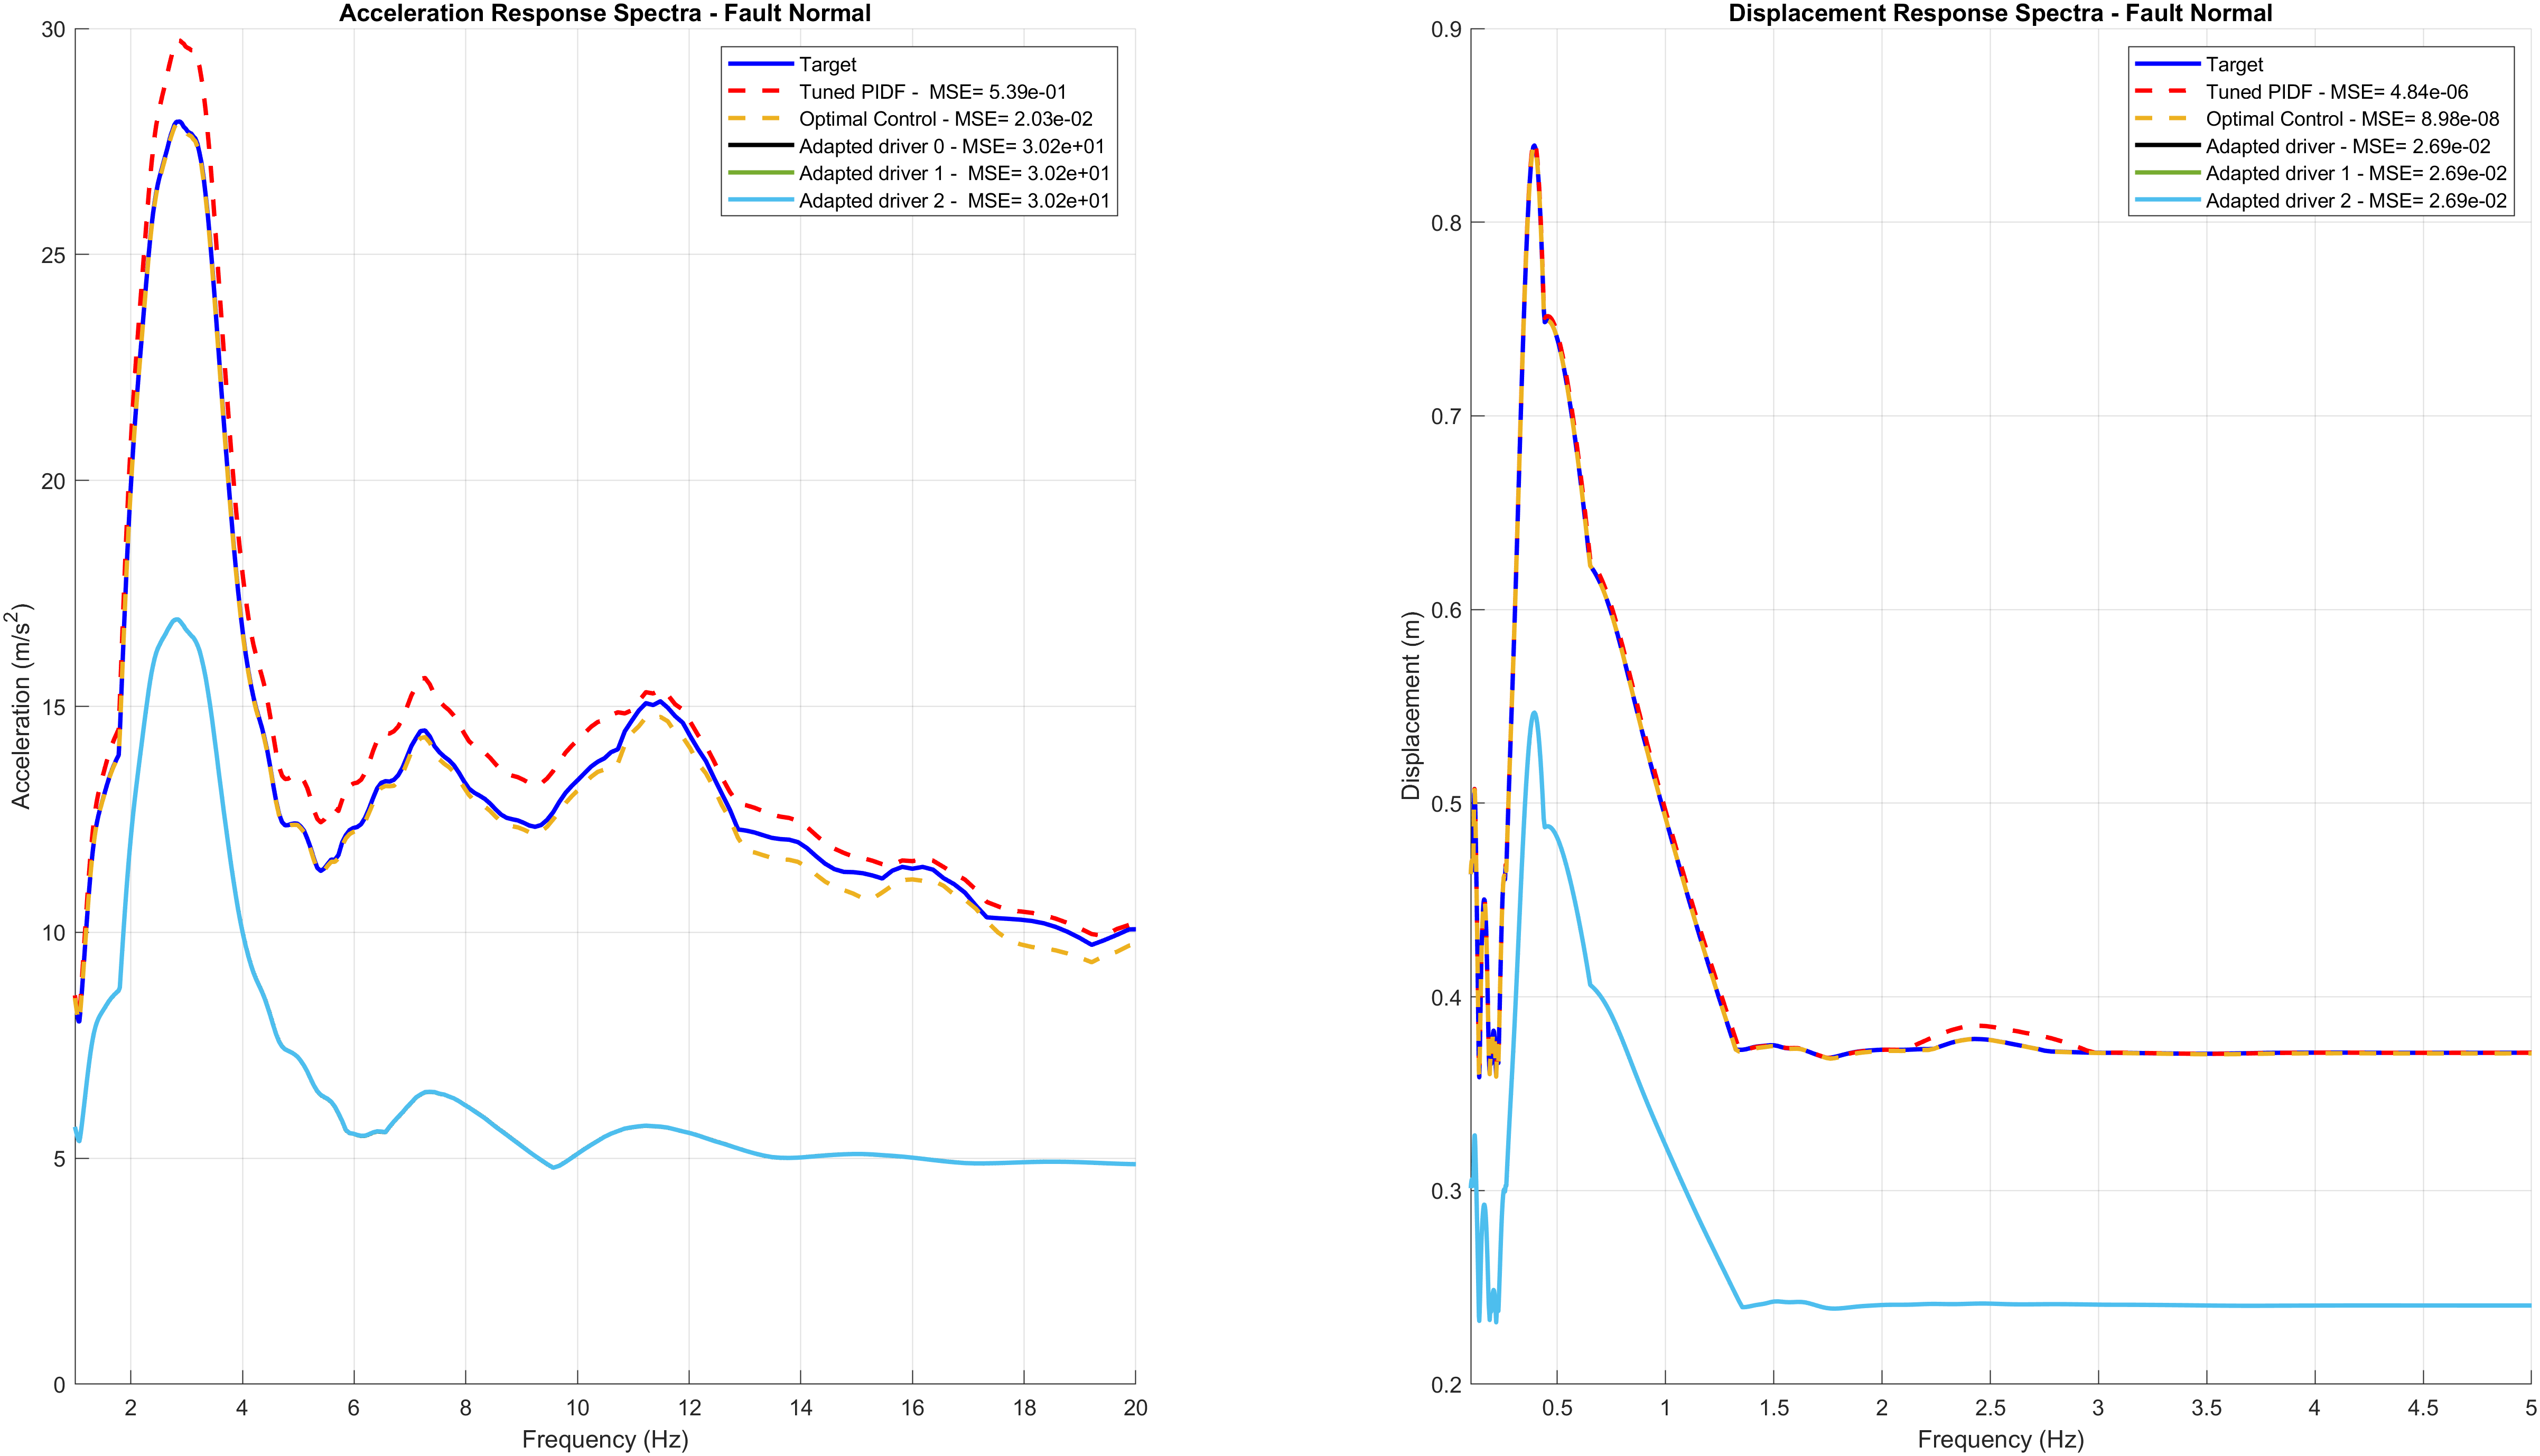 Acceleration Response Spectra - Fault Normal
30
25
20
15
10
5
0
Acceleration (m/s2)
2 4 6 8 10 12 14 16 18 20
Frequency (Hz)
Target
Tuned PIDF -  MSE= 5.39e-01
Optimal Control - MSE= 2.03e-02
Adapted driver 0 - MSE= 3.02e+01
Adapted driver 1 -  MSE= 3.02e+01
Adapted driver 2 -  MSE= 3.02e+01
Displacement Response Spectra - Fault Normal
0.9
0.8
0.7
0.6
0.5
0.4
0.3
0.2
Displacement (m)
0.5 1 1.5 2 2.5 3 3.5 4 4.5 5
Frequency (Hz)
Target
Tuned PIDF - MSE= 4.84e-06
Optimal Control - MSE= 8.98e-08
Adapted driver - MSE= 2.69e-02
Adapted driver 1 - MSE= 2.69e-02
Adapted driver 2 - MSE= 2.69e-02